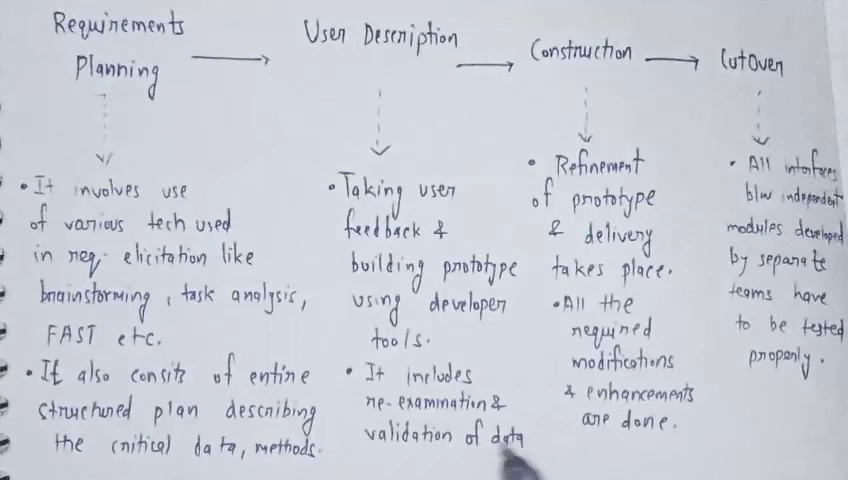 Requirements
Planning
User Description
Construction
CutOver
• It involves use
of various tech used
in req. elicitation like
brainstorming, task analysis,
FAST etc.
• It also consits of entire
structured plan describing
the critical data, methods.
• Taking user
feedback &
building prototype
using developer
tools.
• It includes
re-examination &
validation of data
• Refinement
of prototype
& delivery
takes place.
• All the
required
modifications
& enhancements
are done.
• All interfaces
b/w independent
modules developed
by separate
teams have
to be tested
properly.